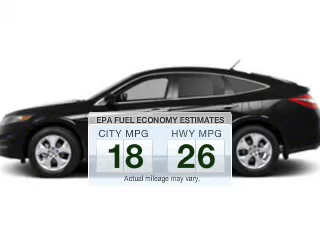 EPA FUEL ECONOMY ESTIMATES
CITY MPG HWY MPG
18 26
Actual mileage may vary.